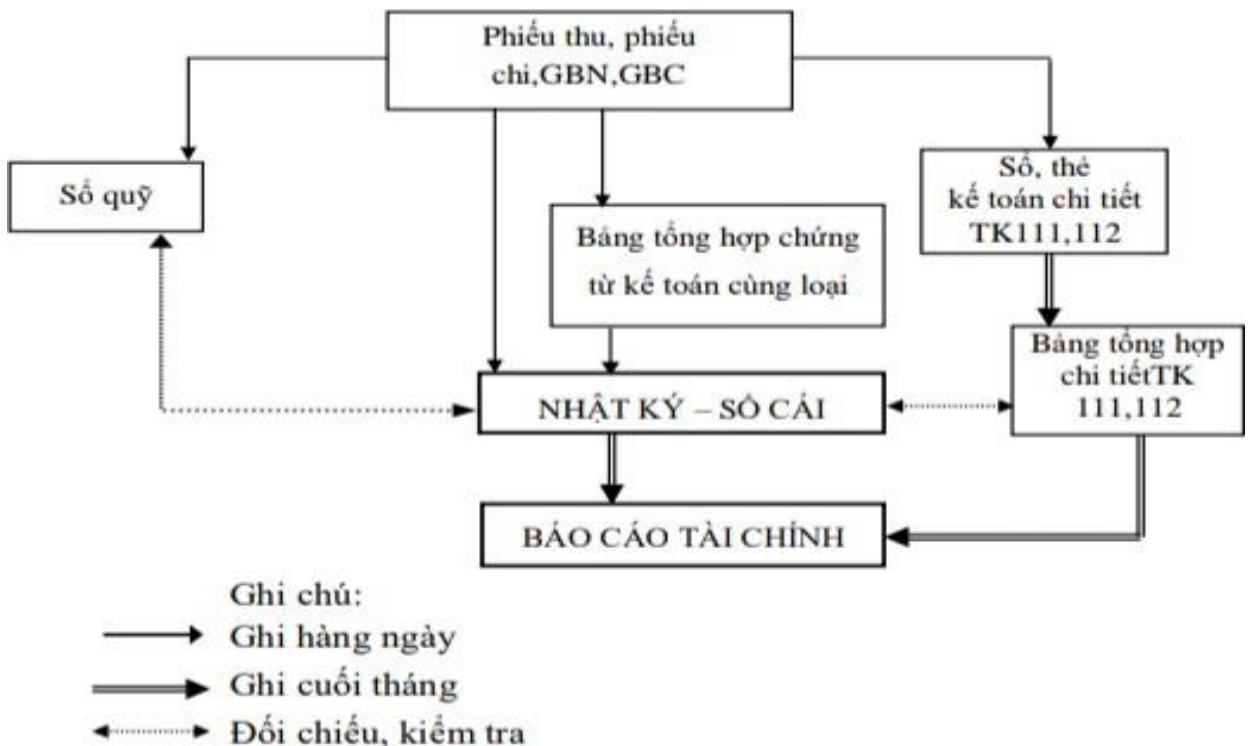 Phiếu thu, phiếu
chi,GBN,GBC
Sổ quỹ
Sổ, thẻ
kế toán chi tiết
TK111,112
Bảng tổng hợp chứng
từ kế toán cùng loại
Bảng tổng hợp
chi tiếtTK
111,112
NHẬT KÝ – SỔ CÁI
BÁO CÁO TÀI CHÍNH
Ghi chú:
Ghi hàng ngày
Ghi cuối tháng
Đối chiếu, kiểm tra